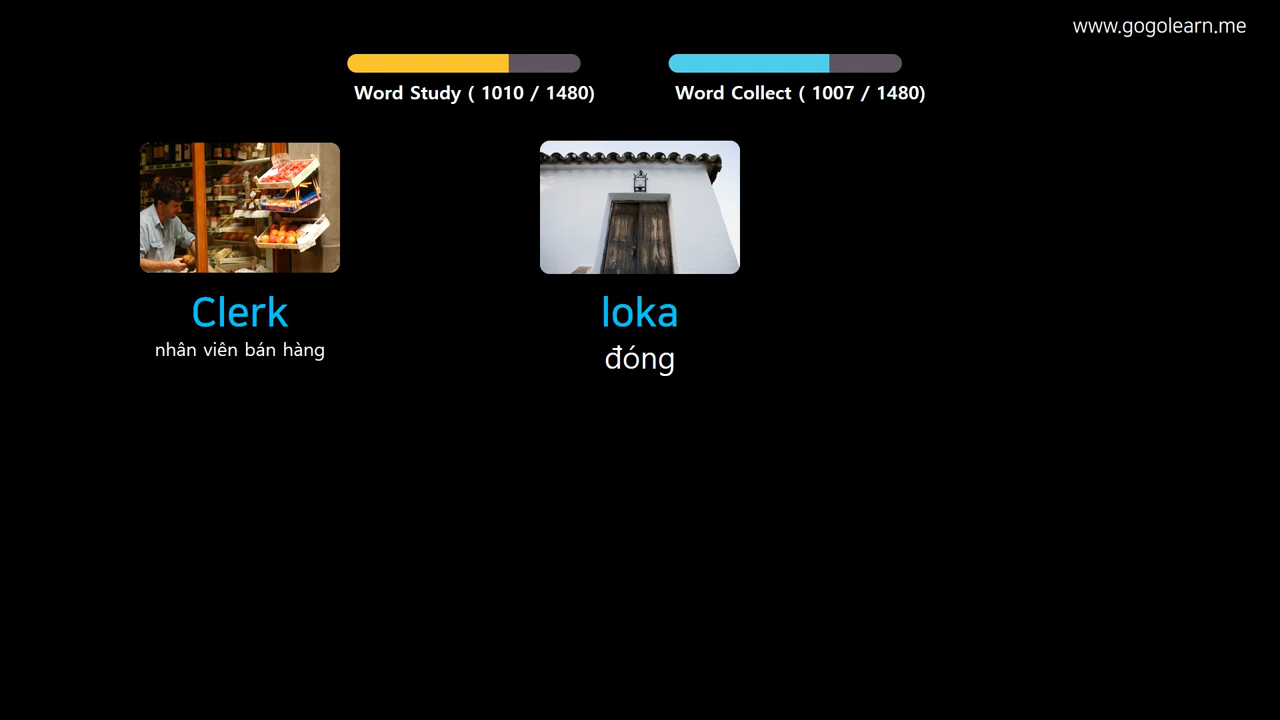 www.gogolearn.me
Word Study ( 1010 / 1480)
Word Collect ( 1007 / 1480)
Clerk
nhân viên bán hàng
loka
đóng